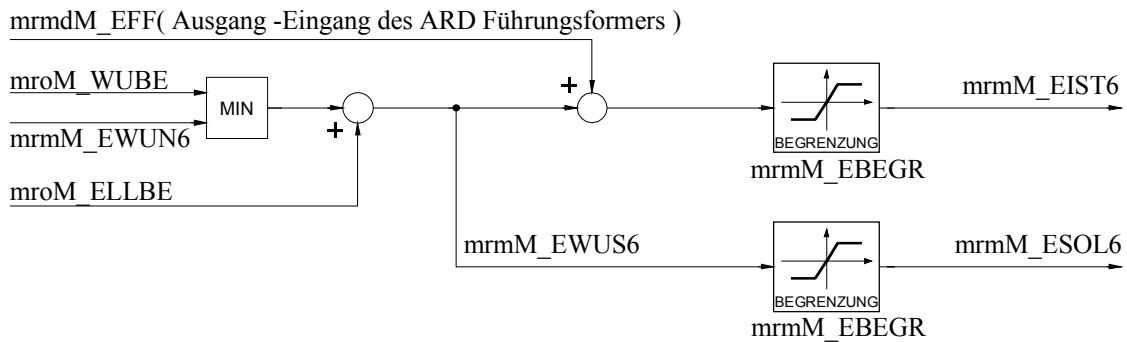 mrmdM_EFF( Ausgang -Eingang des ARD Führungsformers )
mroM_WUBE
MIN
mrmM_EWUN6
+
+
mroM_ELLBE
BEGRENZUNG
mrmM_EBEGR
mrmM_EIST6
mrmM_EWUS6
BEGRENZUNG
mrmM_EBEGR
mrmM_ESOL6